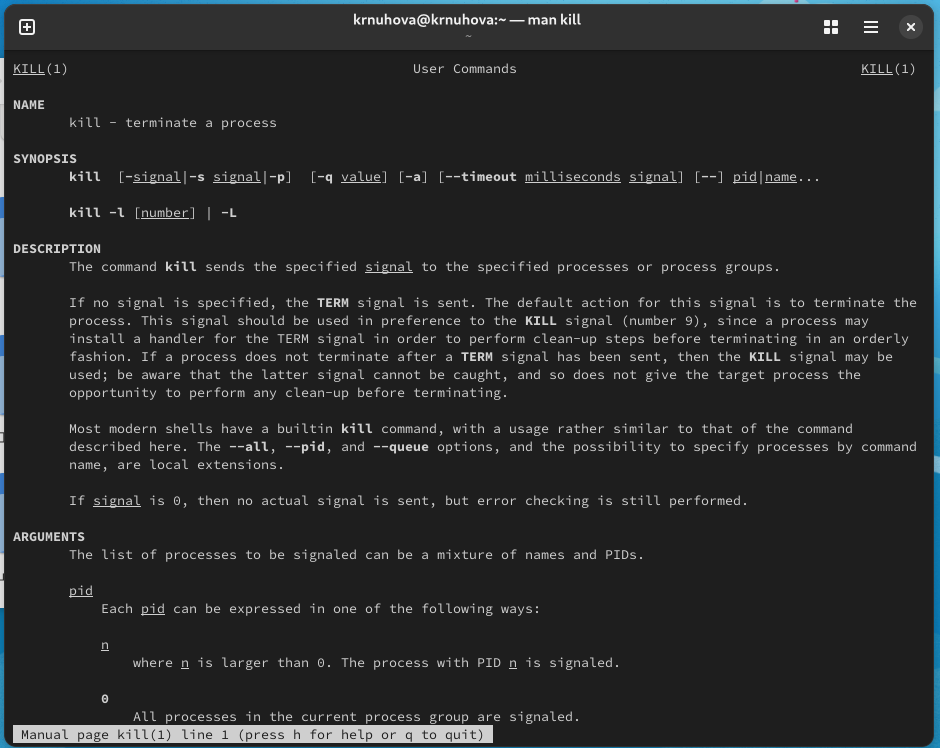 krnuhova@krnuhova:~ — man kill
~
KILL(1) User Commands KILL(1)
NAME
kill - terminate a process
SYNOPSIS
kill [-signal|-s signal|-p] [-q value] [-a] [--timeout milliseconds signal] [--] pid|name...
kill -l [number] | -L
DESCRIPTION
The command kill sends the specified signal to the specified processes or process groups.
If no signal is specified, the TERM signal is sent. The default action for this signal is to terminate the
process. This signal should be used in preference to the KILL signal (number 9), since a process may
install a handler for the TERM signal in order to perform clean-up steps before terminating in an orderly
fashion. If a process does not terminate after a TERM signal has been sent, then the KILL signal may be
used; be aware that the latter signal cannot be caught, and so does not give the target process the
opportunity to perform any clean-up before terminating.
Most modern shells have a builtin kill command, with a usage rather similar to that of the command
described here. The --all, --pid, and --queue options, and the possibility to specify processes by command
name, are local extensions.
If signal is 0, then no actual signal is sent, but error checking is still performed.
ARGUMENTS
The list of processes to be signaled can be a mixture of names and PIDs.
pid
Each pid can be expressed in one of the following ways:
n
where n is larger than 0. The process with PID n is signaled.
0
All processes in the current process group are signaled.
Manual page kill(1) line 1 (press h for help or q to quit)